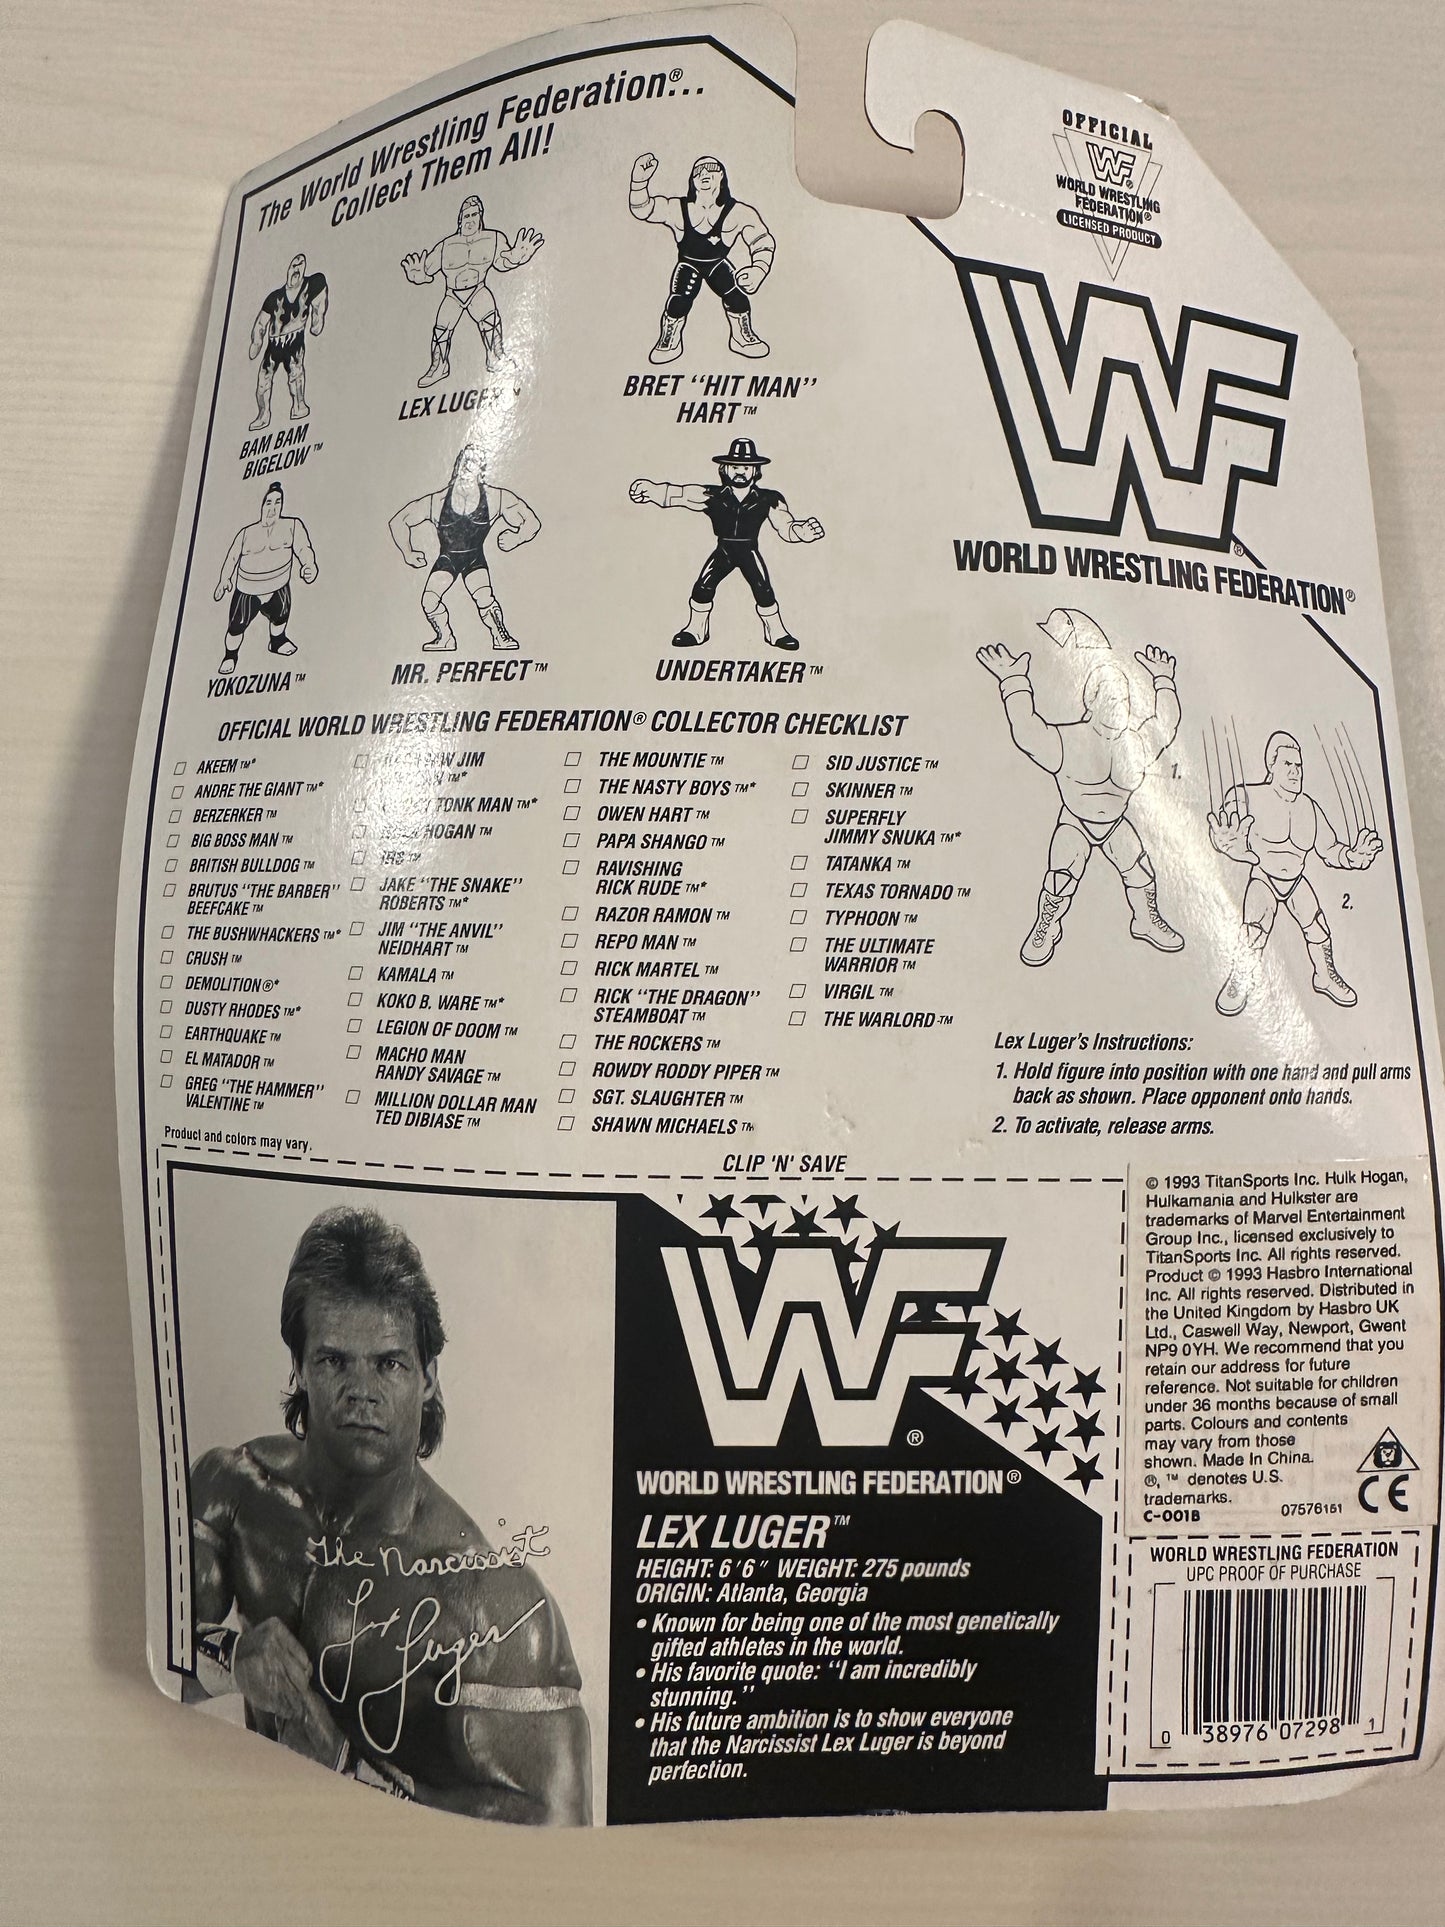 The World Wrestling Federation®...
Collect Them All!
OFFICIAL
WF®
WORLD WRESTLING
FEDERATION®
LICENSED PRODUCT
BAM BAM
BIGELOW™
LEX LUGER™
BRET “HIT MAN”
HART™
YOKOZUNA™
MR. PERFECT™
UNDERTAKER™
WF®
WORLD WRESTLING FEDERATION®
OFFICIAL WORLD WRESTLING FEDERATION® COLLECTOR CHECKLIST
AKEEM™*
ANDRE THE GIANT™*
BERZERKER™
BIG BOSS MAN™
BRITISH BULLDOG™
BRUTUS “THE BARBER”
BEEFCAKE™
THE BUSHWHACKERS™*
CRUSH™
DEMOLITION®*
DUSTY RHODES™*
EARTHQUAKE™
EL MATADOR™
GREG “THE HAMMER”
VALENTINE™
JIM
™*
TONK MAN™*
HOGAN™
IRS™
JAKE “THE SNAKE”
ROBERTS™*
JIM “THE ANVIL”
NEIDHART™
KAMALA™
KOKO B. WARE™*
LEGION OF DOOM™
MACHO MAN
RANDY SAVAGE™
MILLION DOLLAR MAN
TED DIBIASE™
THE MOUNTIE™
THE NASTY BOYS™*
OWEN HART™
PAPA SHANGO™
RAVISHING
RICK RUDE™*
RAZOR RAMON™
REPO MAN™
RICK MARTEL™
RICK “THE DRAGON”
STEAMBOAT™
THE ROCKERS™
ROWDY RODDY PIPER™
SGT. SLAUGHTER™
SHAWN MICHAELS™
SID JUSTICE™
SKINNER™
SUPERFLY
JIMMY SNUKA™*
TATANKA™
TEXAS TORNADO™
TYPHOON™
THE ULTIMATE
WARRIOR™
VIRGIL™
THE WARLORD™
Product and colors may vary.
1.
2.
Lex Luger's Instructions:
1. Hold figure into position with one hand and pull arms
back as shown. Place opponent onto hands.
2. To activate, release arms.
CLIP 'N' SAVE
The Narcissist
Lex Luger
WF®
WORLD WRESTLING FEDERATION®
LEX LUGER™
HEIGHT: 6'6" WEIGHT: 275 pounds
ORIGIN: Atlanta, Georgia
• Known for being one of the most genetically
gifted athletes in the world.
• His favorite quote: “I am incredibly
stunning.”
• His future ambition is to show everyone
that the Narcissist Lex Luger is beyond
perfection.
© 1993 TitanSports Inc. Hulk Hogan,
Hulkamania and Hulkster are
trademarks of Marvel Entertainment
Group Inc., licensed exclusively to
TitanSports Inc. All rights reserved.
Product © 1993 Hasbro International
Inc. All rights reserved. Distributed in
the United Kingdom by Hasbro UK
Ltd., Caswell Way, Newport, Gwent
NP9 0YH. We recommend that you
retain our address for future
reference. Not suitable for children
under 36 months because of small
parts. Colours and contents
may vary from those
shown. Made In China.
®, ™ denotes U.S.
trademarks.
C-001B
07576151
CE
WORLD WRESTLING FEDERATION
UPC PROOF OF PURCHASE
0 38976 07298 1